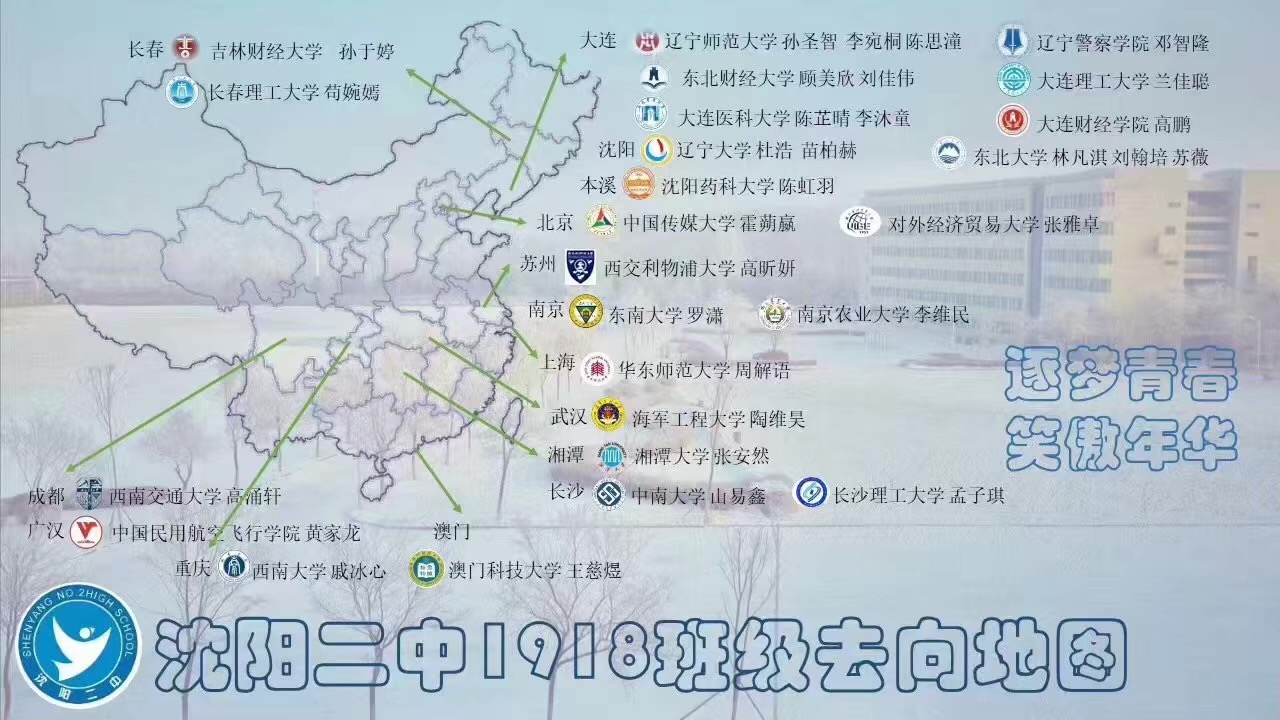 长春 吉林财经大学 孙于婷
长春理工大学苟婉嫣
大连 辽宁师范大学 孙圣智 李宛桐 陈思潼
辽宁警察学院 邓智隆
东北财经大学 顾美欣 刘佳伟
大连理工大学 兰佳聪
大连医科大学 陈芷晴 李沐童
大连财经学院 高鹏
沈阳 辽宁大学 杜浩 苗柏赫
东北大学 林凡淇 刘翰培 苏薇
本溪 沈阳药科大学 陈虹羽
北京 中国传媒大学 霍蒴赢
对外经济贸易大学 张雅卓
苏州 西交利物浦大学 高昕妍
南京 东南大学 罗潇
南京农业大学 李维民
上海 华东师范大学 周解语
武汉 海军工程大学 陶维昊
湘潭 湘潭大学 张安然
长沙 中南大学 山易鑫
长沙理工大学 孟子琪
逐梦青春
笑傲年华
成都 西南交通大学 高涌轩
广汉 中国民用航空飞行学院 黄家龙
重庆 西南大学 戚冰心
澳门
澳门科技大学 王慈煜
SHENYANG NO.2HIGH SCHOOL
沈阳二中
沈阳二中1918班级去向地图